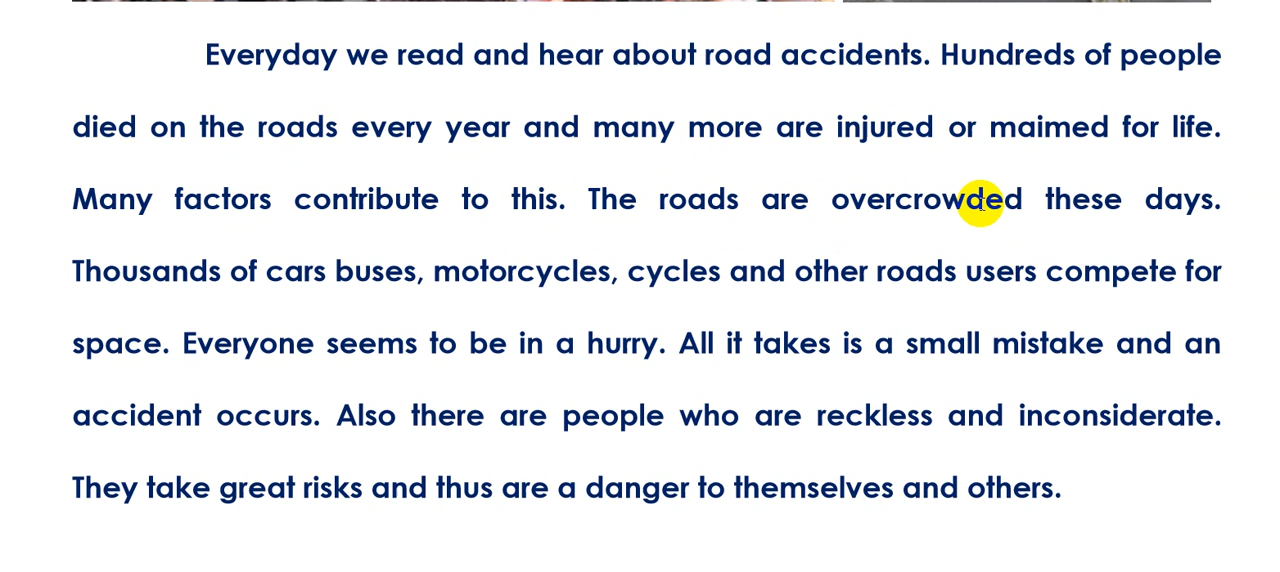 Everyday we read and hear about road accidents. Hundreds of people
died on the roads every year and many more are injured or maimed for life.
Many factors contribute to this. The roads are overcrowded these days.
Thousands of cars buses, motorcycles, cycles and other roads users compete for
space. Everyone seems to be in a hurry. All it takes is a small mistake and an
accident occurs. Also there are people who are reckless and inconsiderate.
They take great risks and thus are a danger to themselves and others.